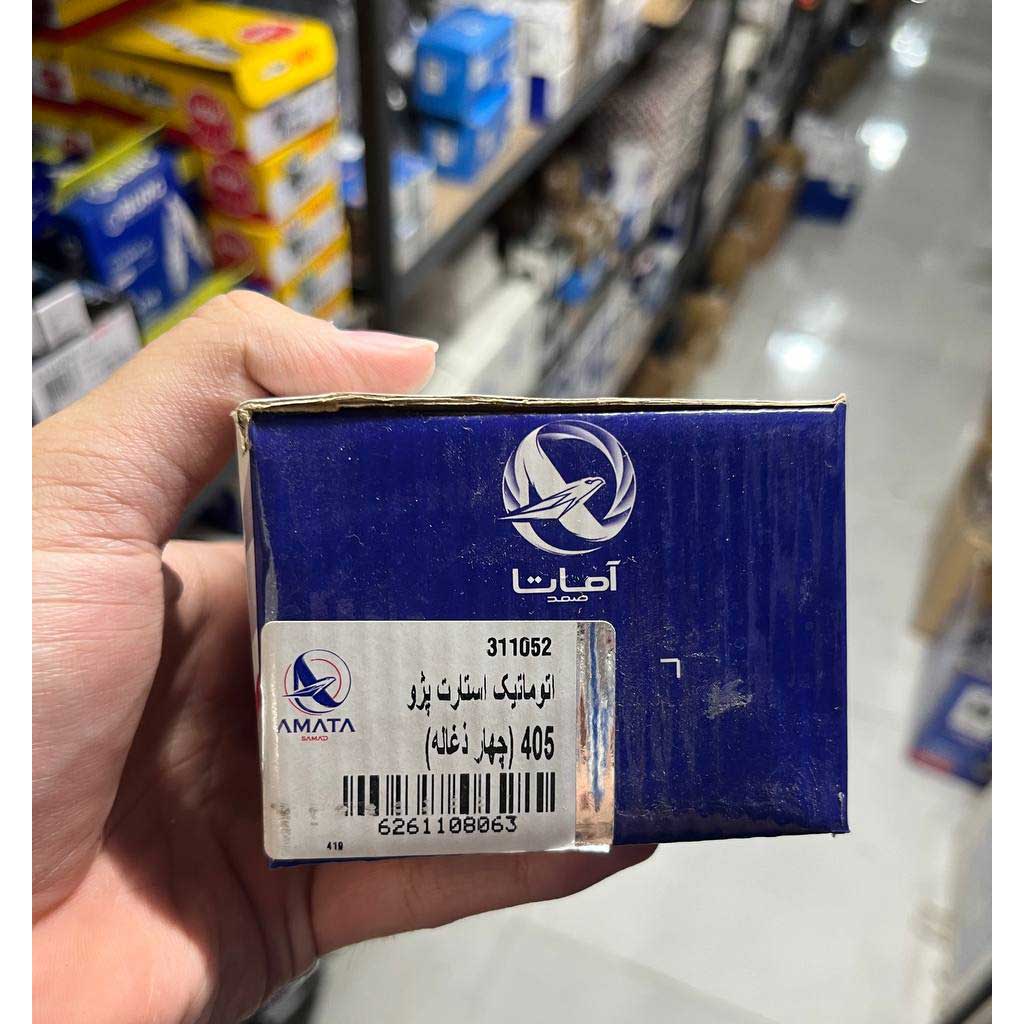 آماتا
صمد
311052
اتوماتیک استارت پژو
405 (چهار ذغاله)
AMATA
SAMAD
6261108063
419